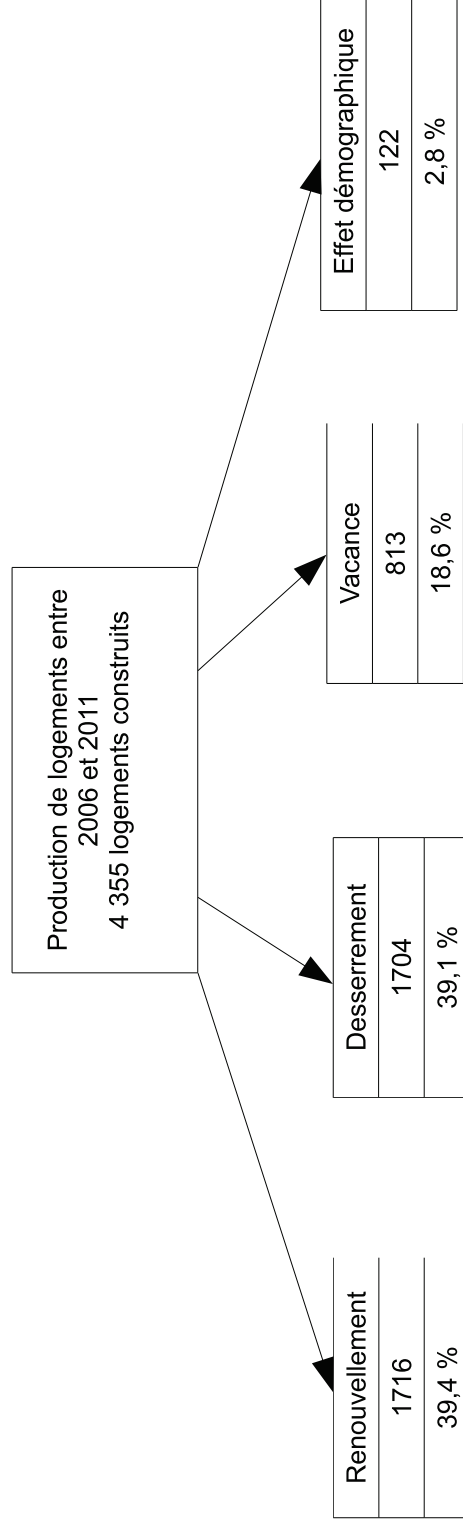 Production de logements entre
2006 et 2011
4 355 logements construits
Renouvellement
1716
39,4 %
Desserrement
1704
39,1 %
Vacance
813
18,6 %
Effet démographique
122
2,8 %